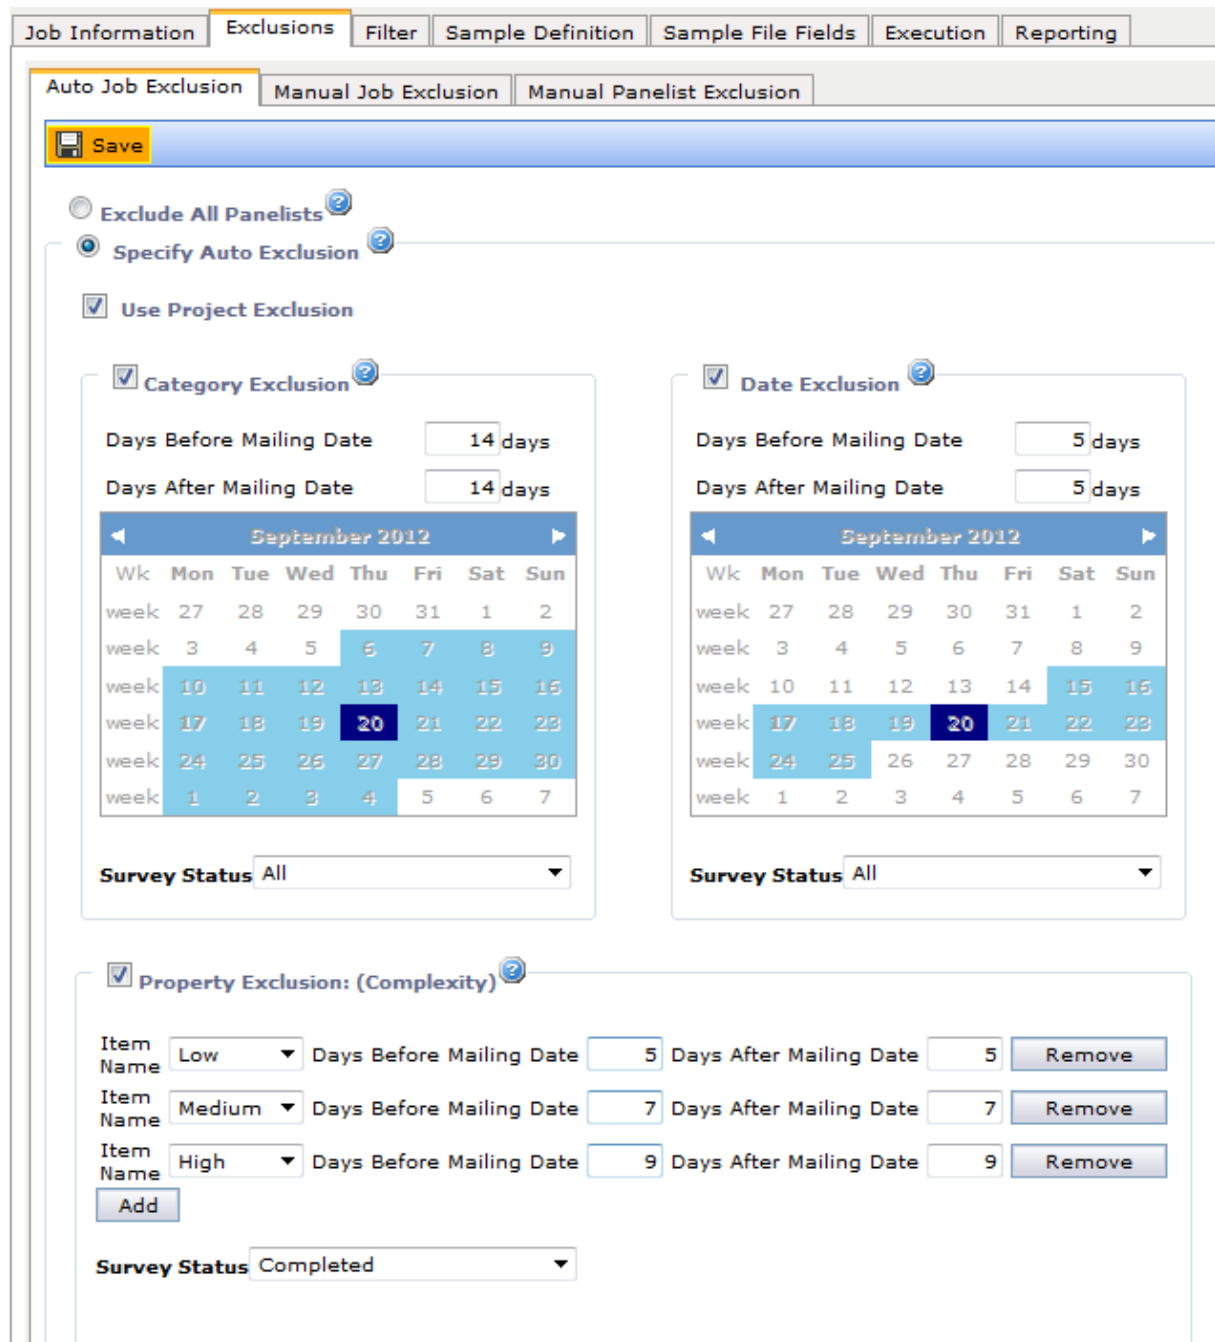 Job Information Exclusions Filter Sample Definition Sample File Fields Execution Reporting
Auto Job Exclusion Manual Job Exclusion Manual Panelist Exclusion
Save
Exclude All Panelists ?
Specify Auto Exclusion ?
Use Project Exclusion
Category Exclusion ?
Days Before Mailing Date 14 days
Days After Mailing Date 14 days
September 2012
Wk Mon Tue Wed Thu Fri Sat Sun
week 27 28 29 30 31 1 2
week 3 4 5 6 7 8 9
week 10 11 12 13 14 15 16
week 17 18 19 20 21 22 23
week 24 25 26 27 28 29 30
week 1 2 3 4 5 6 7
Survey Status All
Date Exclusion ?
Days Before Mailing Date 5 days
Days After Mailing Date 5 days
September 2012
Wk Mon Tue Wed Thu Fri Sat Sun
week 27 28 29 30 31 1 2
week 3 4 5 6 7 8 9
week 10 11 12 13 14 15 16
week 17 18 19 20 21 22 23
week 24 25 26 27 28 29 30
week 1 2 3 4 5 6 7
Survey Status All
Property Exclusion: (Complexity) ?
Item Name Low Days Before Mailing Date 5 Days After Mailing Date 5 Remove
Item Name Medium Days Before Mailing Date 7 Days After Mailing Date 7 Remove
Item Name High Days Before Mailing Date 9 Days After Mailing Date 9 Remove
Add
Survey Status Completed